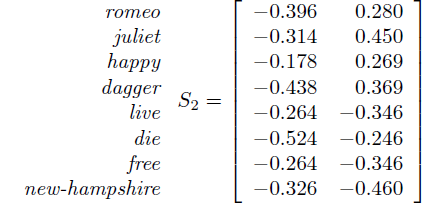 romeo −0.396 0.280
juliet −0.314 0.450
happy −0.178 0.269
dagger −0.438 0.369
S₂ =
live −0.264 −0.346
die −0.524 −0.246
free −0.264 −0.346
new-hampshire −0.326 −0.460